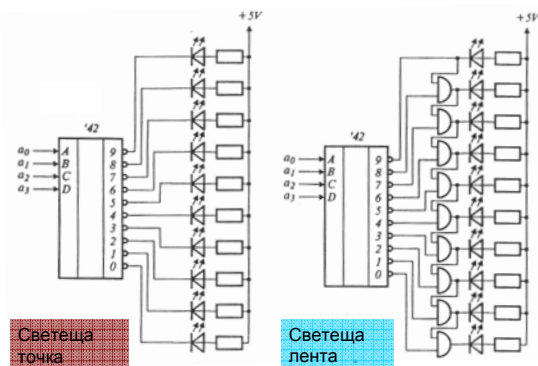 +5V
'42
a₀ A 9
a₁ B 8
a₂ C 7
a₃ D 6
5
4
3
2
1
0
Светеща
точка
+5V
'42
a₀ A 9
a₁ B 8
a₂ C 7
a₃ D 6
5
4
3
2
1
0
Светеща
лента